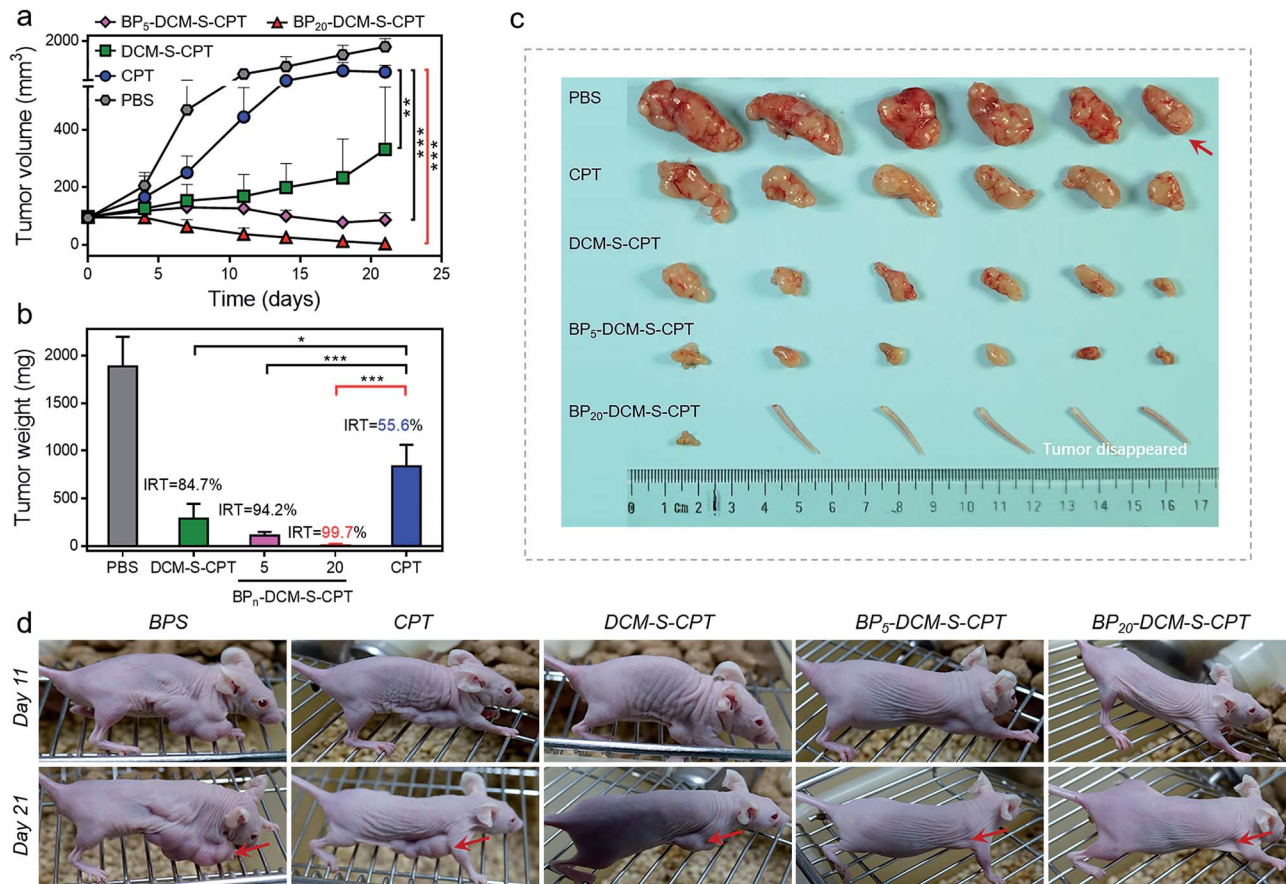 a
BP5-DCM-S-CPT
BP20-DCM-S-CPT
DCM-S-CPT
CPT
PBS
Tumor volume (mm3)
2000
400
200
0
**
***
***
0 5 10 15 20 25
Time (days)
b
Tumor weight (mg)
2000
1500
1000
500
0
*
***
***
IRT=84.7%
IRT=94.2%
IRT=99.7%
IRT=55.6%
PBS DCM-S-CPT 5 20 CPT
BPn-DCM-S-CPT
c
PBS
CPT
DCM-S-CPT
BP5-DCM-S-CPT
BP20-DCM-S-CPT
Tumor disappeared
0 1 cm 2 3 4 5 6 7 8 9 10 11 12 13 14 15 16 17
d
BPS CPT DCM-S-CPT BP5-DCM-S-CPT BP20-DCM-S-CPT
Day 11
Day 21